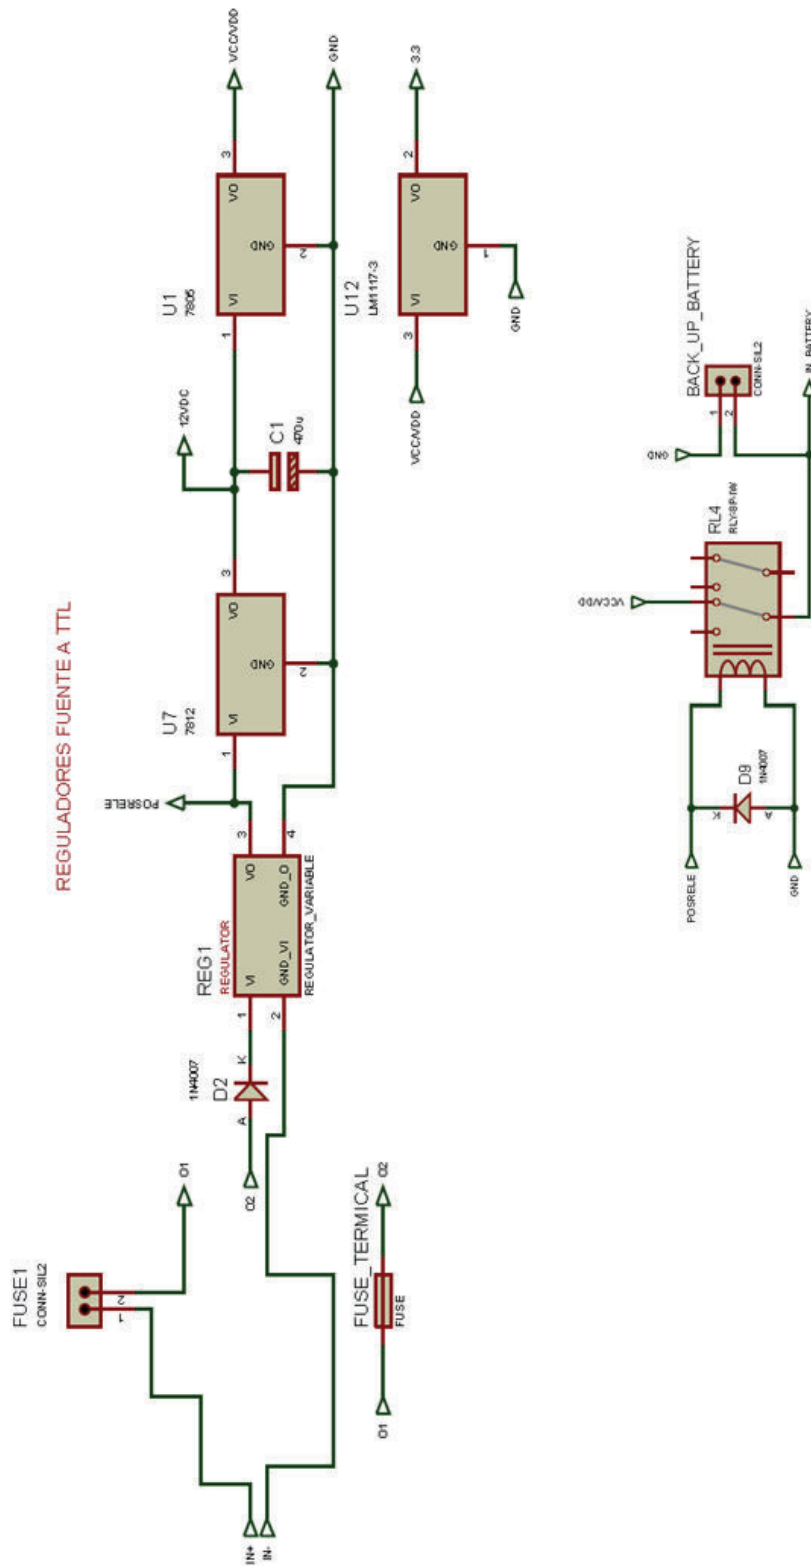 REGULADORES FUENTE A TTL
FUSE1
CONN-SIL2
1
2
O1
IN+
IN-
FUSE_TERMICAL
FUSE
O1
O2
O2
A
K
D2
1N4007
REG1
REGULATOR
VI
VO
GND_VI
GND_O
REGULATOR_VARIABLE
1
2
3
4
POSRELE
U7
7812
VI
VO
GND
1
2
3
12VDC
C1
470u
U1
7805
VI
VO
GND
1
2
3
VCC/VDD
GND
U12
LM1117-3
VI
VO
GND
3
2
1
VCC/VDD
3.3
GND
POSRELE
GND
K
A
D9
1N4007
VCC/VDD
RL4
GND
BACK_UP_BATTERY
CONN-SIL2
1
2
IN_BATTERY